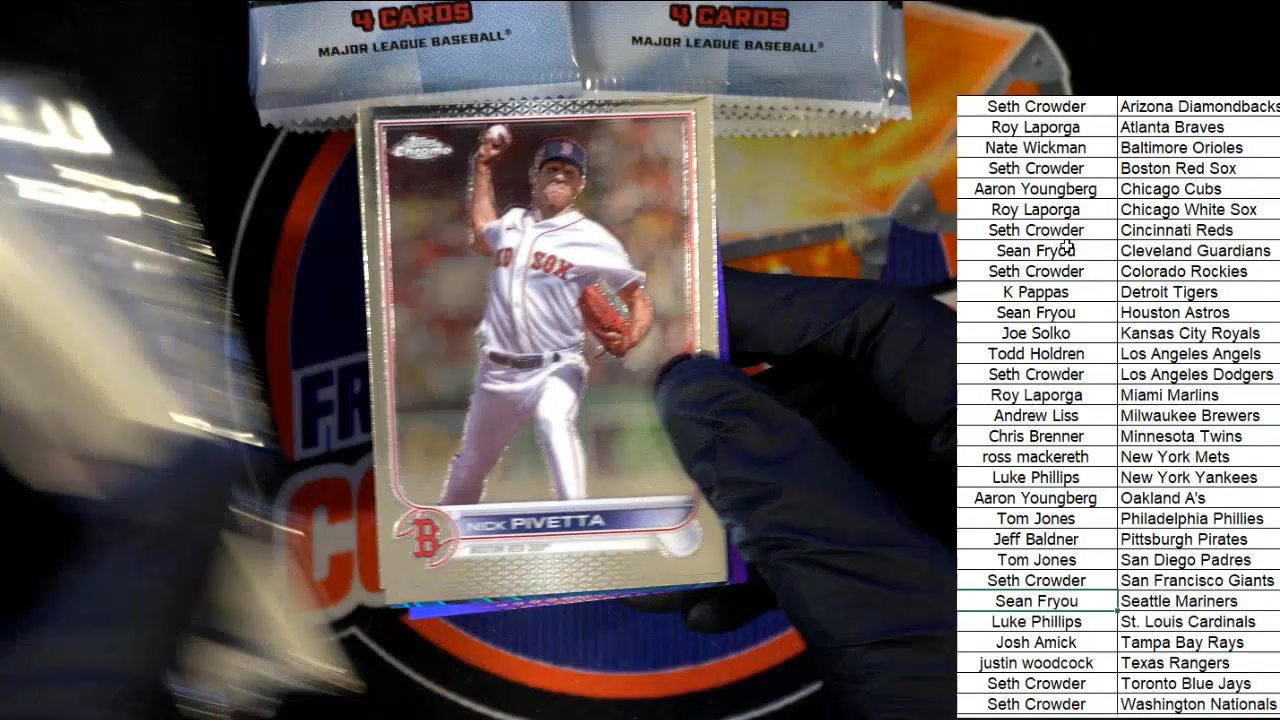 4 CARDS 4 CARDS
MAJOR LEAGUE BASEBALL® MAJOR LEAGUE BASEBALL®
Topps Chrome
RED SOX
B
NICK PIVETTA
BOSTON RED SOX
FR
CO
Seth Crowder Arizona Diamondbacks
Roy Laporga Atlanta Braves
Nate Wickman Baltimore Orioles
Seth Crowder Boston Red Sox
Aaron Youngberg Chicago Cubs
Roy Laporga Chicago White Sox
Seth Crowder Cincinnati Reds
Sean Fryou Cleveland Guardians
Seth Crowder Colorado Rockies
K Pappas Detroit Tigers
Sean Fryou Houston Astros
Joe Solko Kansas City Royals
Todd Holdren Los Angeles Angels
Seth Crowder Los Angeles Dodgers
Roy Laporga Miami Marlins
Andrew Liss Milwaukee Brewers
Chris Brenner Minnesota Twins
ross mackereth New York Mets
Luke Phillips New York Yankees
Aaron Youngberg Oakland A's
Tom Jones Philadelphia Phillies
Jeff Baldner Pittsburgh Pirates
Tom Jones San Diego Padres
Seth Crowder San Francisco Giants
Sean Fryou Seattle Mariners
Luke Phillips St. Louis Cardinals
Josh Amick Tampa Bay Rays
justin woodcock Texas Rangers
Seth Crowder Toronto Blue Jays
Seth Crowder Washington Nationals